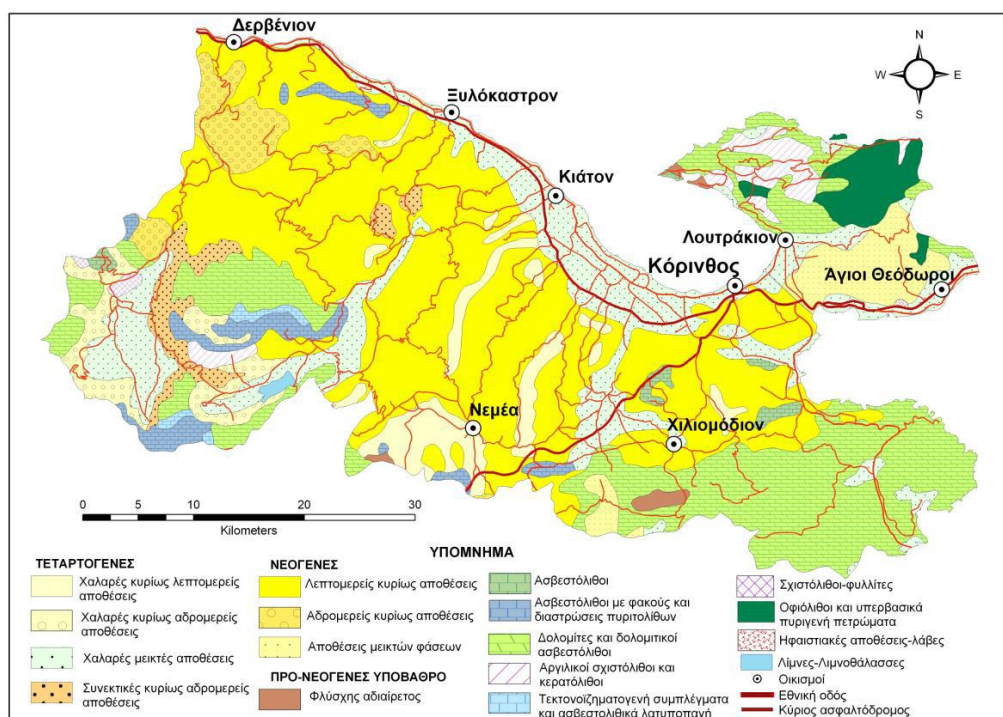 Δερβένιον
N
W E
S
Ξυλόκαστρον
Κιάτον
Λουτράκιον
Κόρινθος
Άγιοι Θεόδωροι
Νεμέα
Χιλιομόδιον
0 5 10 20 30
Kilometers
ΥΠΟΜΝΗΜΑ
ΤΕΤΑΡΤΟΓΕΝΕΣ
Χαλαρές κυρίως λεπτομερείς
αποθέσεις
Χαλαρές κυρίως αδρομερείς
αποθέσεις
Χαλαρές μεικτές αποθέσεις
Συνεκτικές κυρίως αδρομερείς
αποθέσεις
ΝΕΟΓΕΝΕΣ
Λεπτομερείς κυρίως αποθέσεις
Αδρομερείς κυρίως αποθέσεις
Αποθέσεις μεικτών φάσεων
ΠΡΟ-ΝΕΟΓΕΝΕΣ ΥΠΟΒΑΘΡΟ
Φλύσχης αδιαίρετος
Ασβεστόλιθοι
Ασβεστόλιθοι με φακούς και
διαστρώσεις πυριτολίθων
Δολομίτες και δολομιτικοί
ασβεστόλιθοι
Αργιλικοί σχιστόλιθοι και
κερατόλιθοι
Τεκτονοϊζηματογενή συμπλέγματα
και ασβεστολιθικά λατυποπαγή
Σχιστόλιθοι-φυλλίτες
Οφιόλιθοι και υπερβασικά
πυριγενή πετρώματα
Ηφαιστιακές αποθέσεις-λάβες
Λίμνες-Λιμνοθάλασσες
Οικισμοί
Εθνική οδός
Κύριος ασφαλτόδρομος